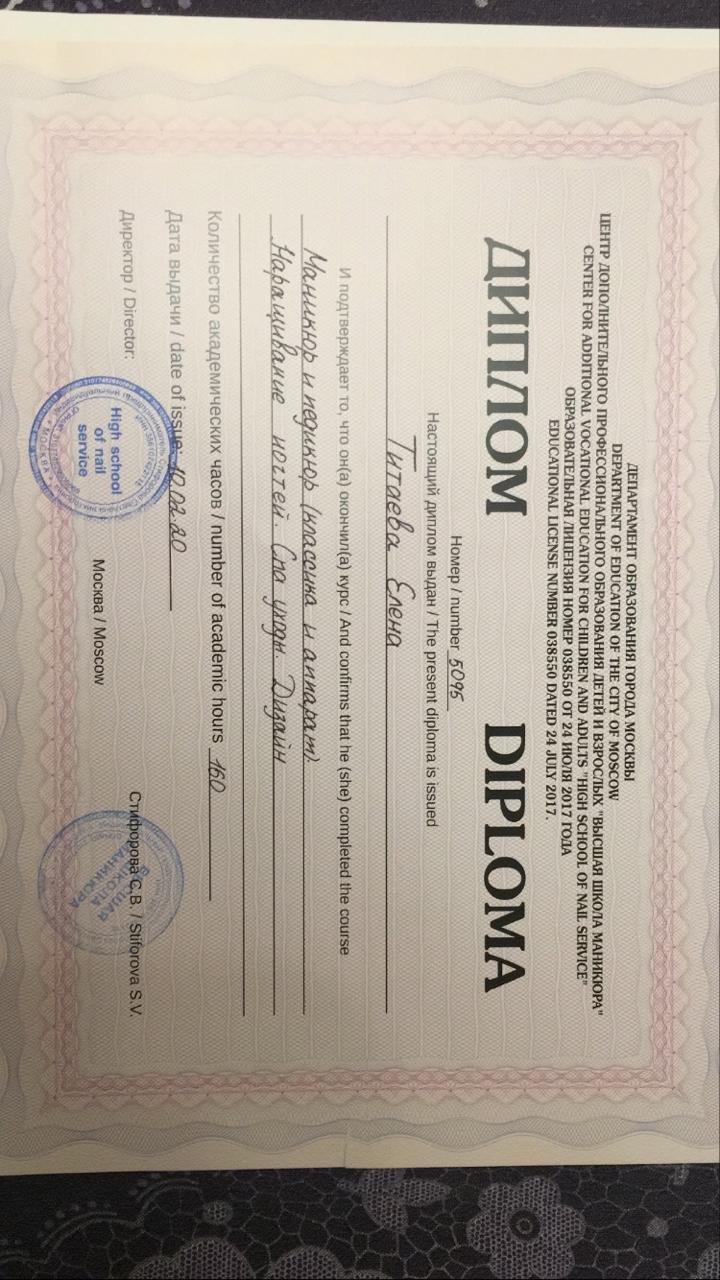 ДЕПАРТАМЕНТ ОБРАЗОВАНИЯ ГОРОДА МОСКВЫ
DEPARTMENT OF EDUCATION OF THE CITY OF MOSCOW
ЦЕНТР ДОПОЛНИТЕЛЬНОГО ПРОФЕССИОНАЛЬНОГО ОБРАЗОВАНИЯ ДЕТЕЙ И ВЗРОСЛЫХ "ВЫСШАЯ ШКОЛА МАНИКЮРА"
CENTER FOR ADDITIONAL VOCATIONAL EDUCATION FOR CHILDREN AND ADULTS "HIGH SCHOOL OF NAIL SERVICE"
ОБРАЗОВАТЕЛЬНАЯ ЛИЦЕНЗИЯ НОМЕР 038550 ОТ 24 ИЮЛЯ 2017 ГОДА
EDUCATIONAL LICENSE NUMBER 038550 DATED 24 JULY 2017.
ДИПЛОМ DIPLOMA
Номер / number 5095
Настоящий диплом выдан / The present diploma is issued
Титаева Елена
И подтверждает то, что он(а) окончил(а) курс / And confirms that he (she) completed the course
Маникюр и педикюр (классика и аппарат).
Наращивание ногтей. Спа уходы. Дизайн
Количество академических часов / number of academic hours 160
Дата выдачи / date of issue: 10.02.20
Директор / Director: Стифорова С.В. / Stiforova S.V.
Москва / Moscow
High school
of nail
service
МОСКВА
ВЫСШАЯ
ШКОЛА
МАНИКЮРА